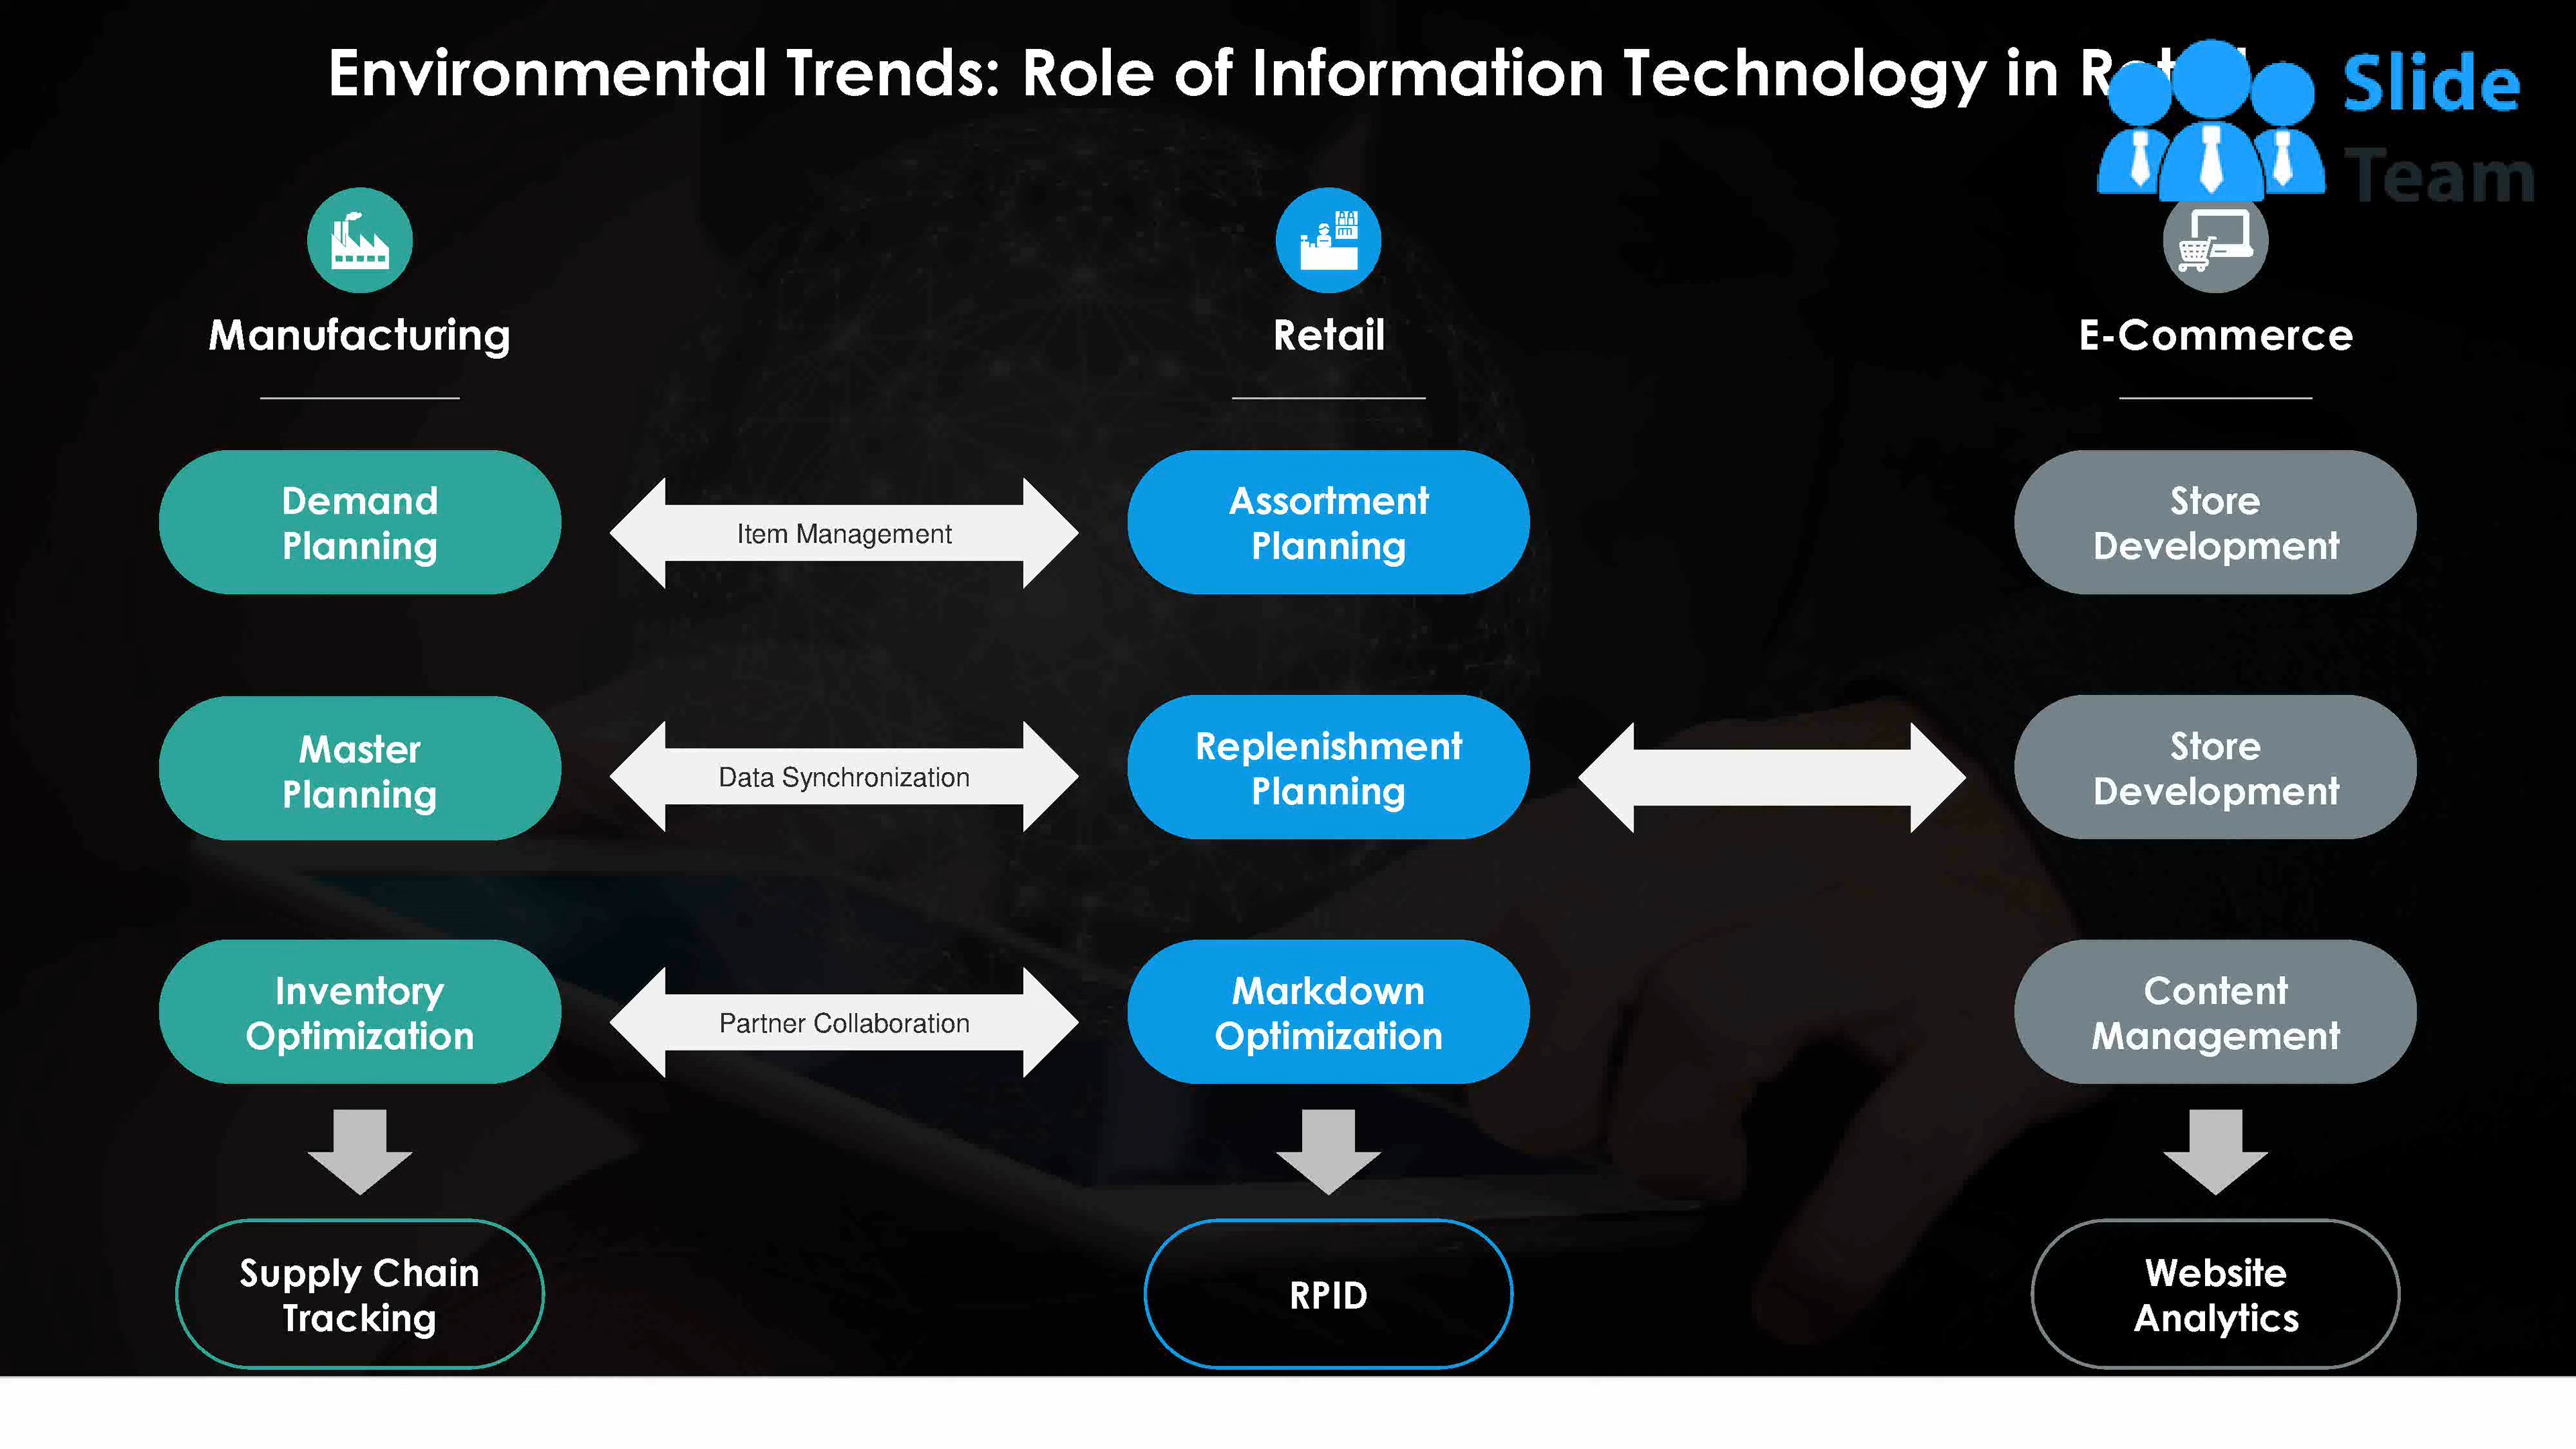 Environmental Trends: Role of Information Technology in
Slide
Team
Manufacturing
Retail
E-Commerce
Demand
Planning
Item Management
Assortment
Planning
Store
Development
Master
Planning
Data Synchronization
Replenishment
Planning
Store
Development
Inventory
Optimization
Partner Collaboration
Markdown
Optimization
Content
Management
Supply Chain
Tracking
RPID
Website
Analytics